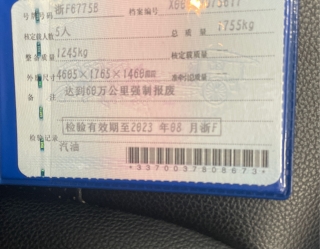 号牌号码 浙F6775B 档案编号
核定载人数 5人 总质量 1755kg
整备质量 1245kg 核定载质量
外廓尺寸 4605×1765×1460mm 准牵引总质量
备注 达到60万公里强制报废
检验有效期至2023年08月浙F
检验记录
汽油
*3370037808673*